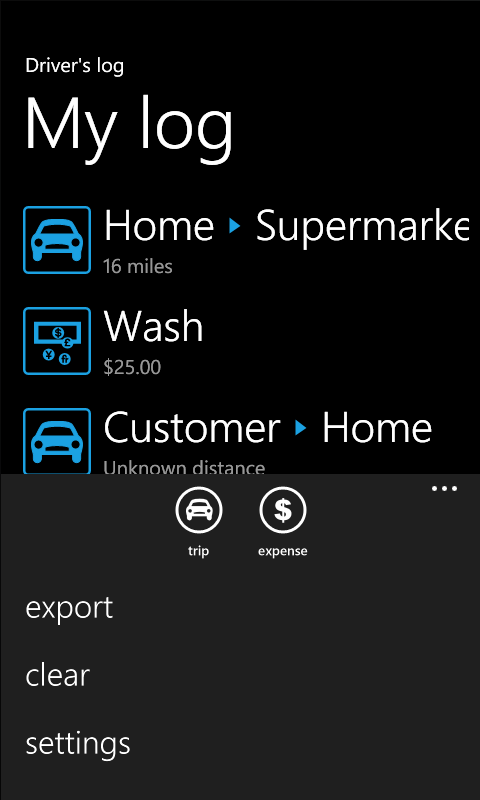 Driver's log
My log
Home Supermarke
16 miles
Wash
$25.00
Customer Home
Unknown distance
trip
expense
export
clear
settings